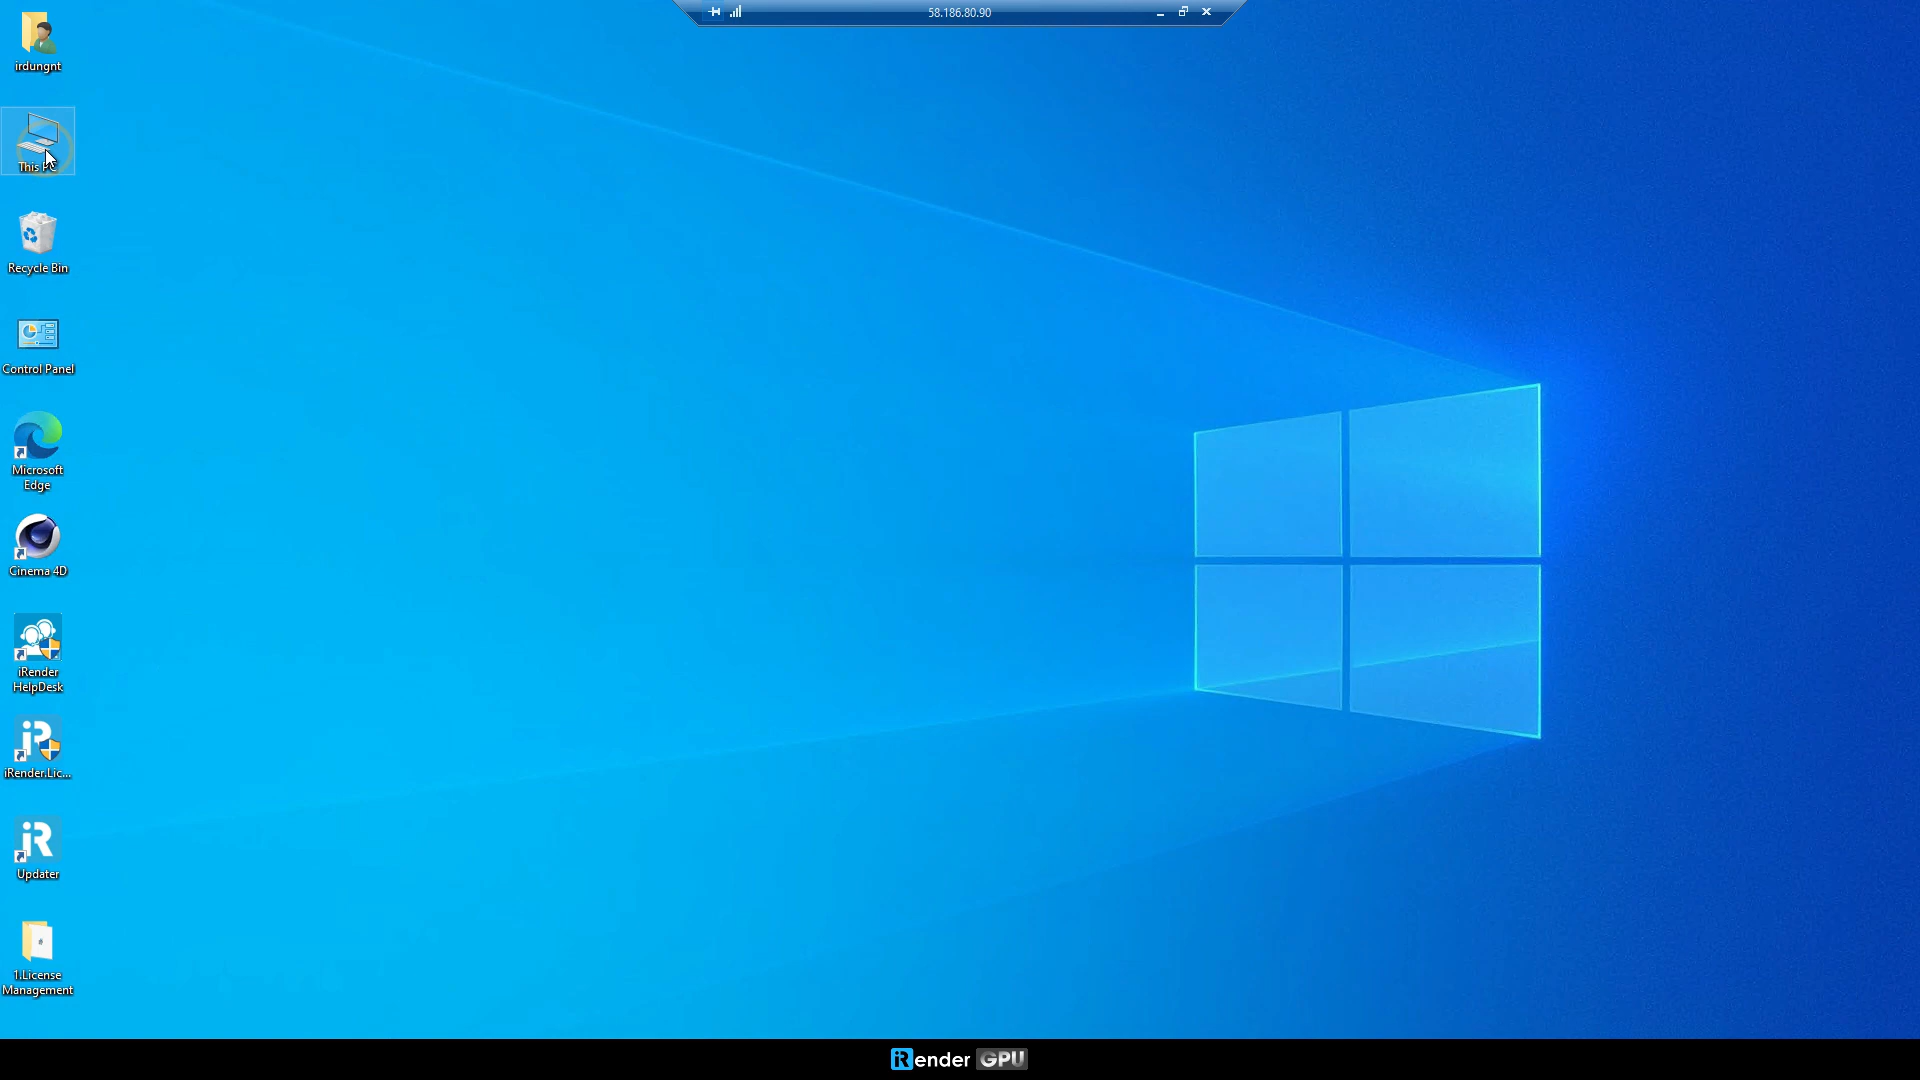 58.186.80.90
irdungnt
This PC
Recycle Bin
Control Panel
Microsoft
Edge
Cinema 4D
iRender
HelpDesk
iRender.Lic...
Updater
1.License
Management
iRender GPU